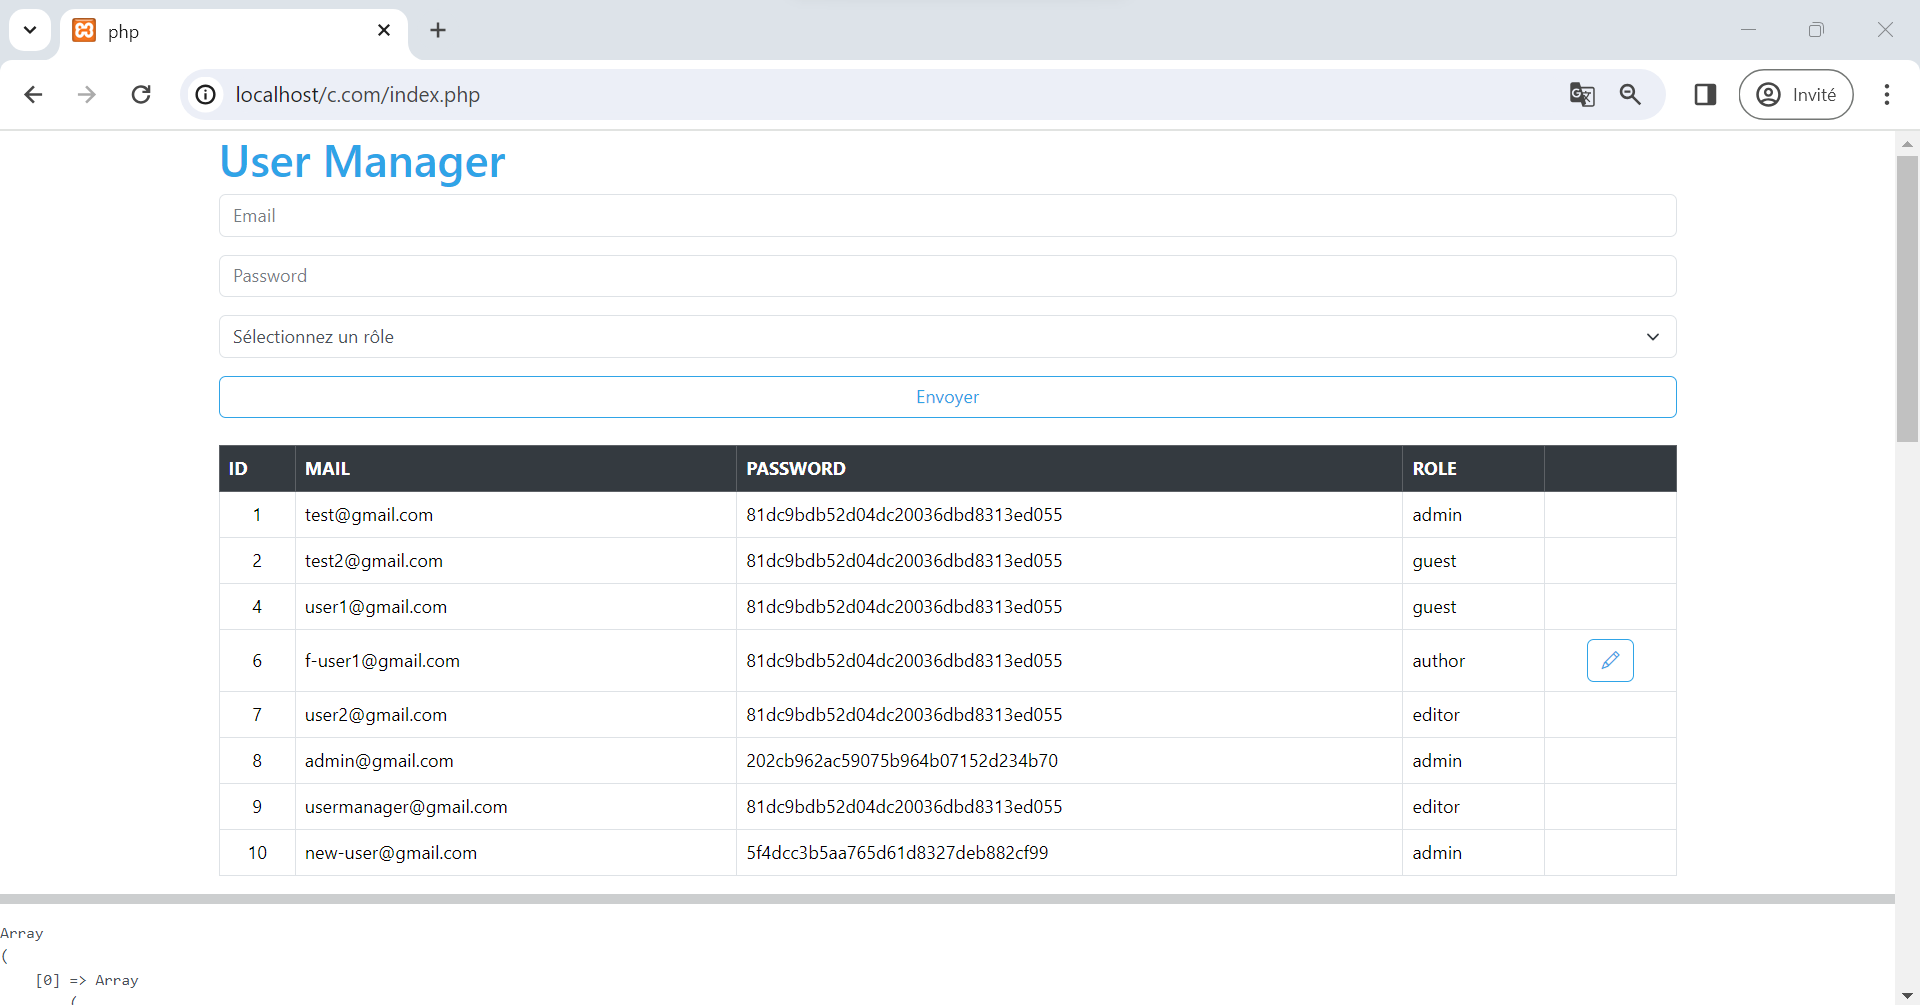 php
localhost/c.com/index.php
Invité
User Manager
Email
Password
Sélectionnez un rôle
Envoyer
ID MAIL PASSWORD ROLE
1 test@gmail.com 81dc9bdb52d04dc20036dbd8313ed055 admin
2 test2@gmail.com 81dc9bdb52d04dc20036dbd8313ed055 guest
4 user1@gmail.com 81dc9bdb52d04dc20036dbd8313ed055 guest
6 f-user1@gmail.com 81dc9bdb52d04dc20036dbd8313ed055 author
7 user2@gmail.com 81dc9bdb52d04dc20036dbd8313ed055 editor
8 admin@gmail.com 202cb962ac59075b964b07152d234b70 admin
9 usermanager@gmail.com 81dc9bdb52d04dc20036dbd8313ed055 editor
10 new-user@gmail.com 5f4dcc3b5aa765d61d8327deb882cf99 admin
Array
(
[0] => Array
(